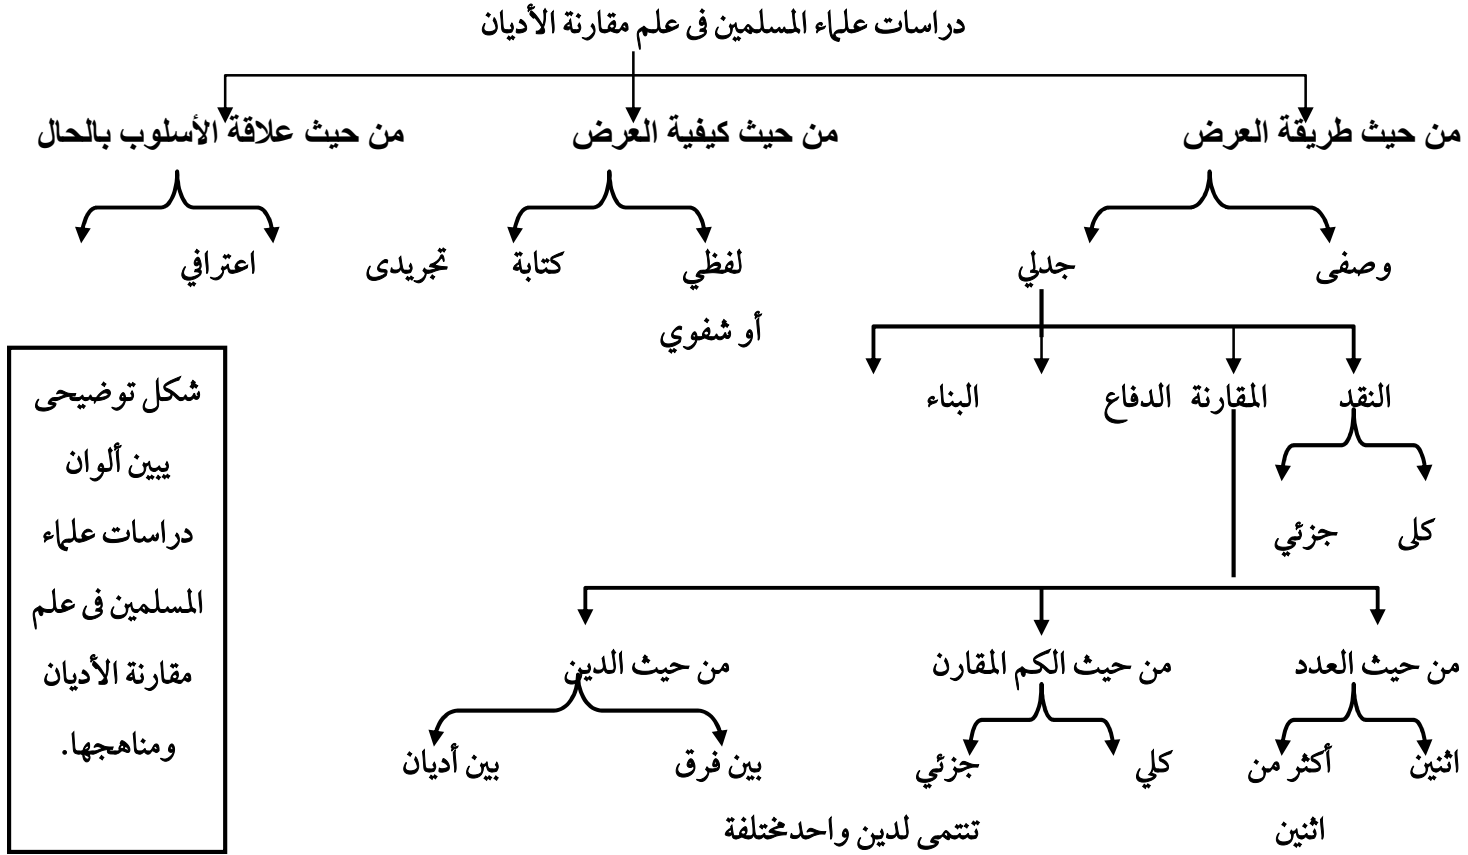 دراسات علماء المسلمين فى علم مقارنة الأديان
من حيث طريقة العرض من حيث كيفية العرض من حيث علاقة الأسلوب بالحال
وصفى جدلي لفظي كتابة تجريدى اعترافي
أو شفوي
النقد المقارنة الدفاع البناء
كلى جزئي
من حيث العدد من حيث الكم المقارن من حيث الدين
اثنين أكثر من كلي جزئي بين فرق بين أديان
اثنين تنتمى لدين واحدمختلفة
شكل توضيحى
يبين ألوان
دراسات علماء
المسلمين فى علم
مقارنة الأديان
ومناهجها.